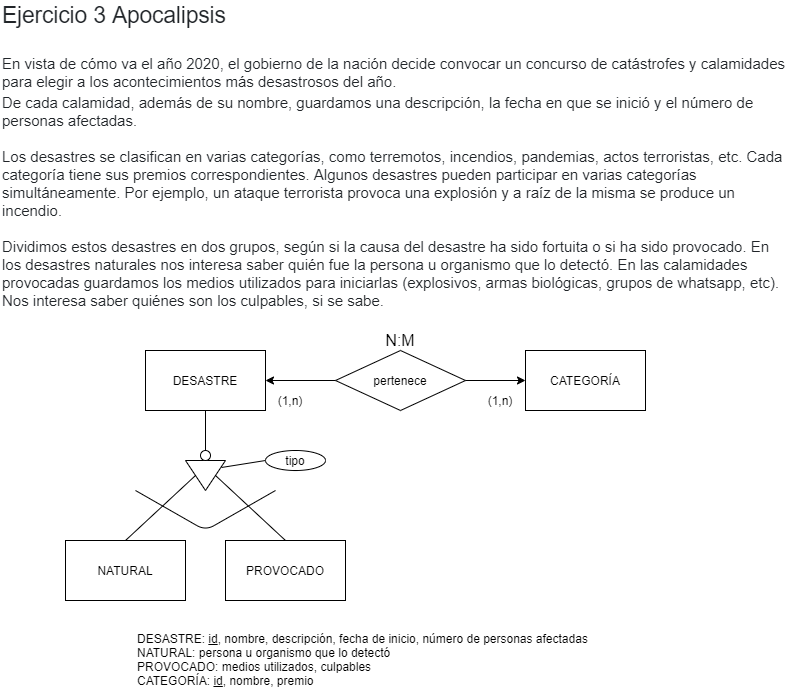 Ejercicio 3 Apocalipsis
En vista de cómo va el año 2020, el gobierno de la nación decide convocar un concurso de catástrofes y calamidades
para elegir a los acontecimientos más desastrosos del año.
De cada calamidad, además de su nombre, guardamos una descripción, la fecha en que se inició y el número de
personas afectadas.
Los desastres se clasifican en varias categorías, como terremotos, incendios, pandemias, actos terroristas, etc. Cada
categoría tiene sus premios correspondientes. Algunos desastres pueden participar en varias categorías
simultáneamente. Por ejemplo, un ataque terrorista provoca una explosión y a raíz de la misma se produce un
incendio.
Dividimos estos desastres en dos grupos, según si la causa del desastre ha sido fortuita o si ha sido provocado. En
los desastres naturales nos interesa saber quién fue la persona u organismo que lo detectó. En las calamidades
provocadas guardamos los medios utilizados para iniciarlas (explosivos, armas biológicas, grupos de whatsapp, etc).
Nos interesa saber quiénes son los culpables, si se sabe.
N:M
DESASTRE
pertenece
CATEGORÍA
(1,n)
(1,n)
tipo
NATURAL
PROVOCADO
DESASTRE: id, nombre, descripción, fecha de inicio, número de personas afectadas
NATURAL: persona u organismo que lo detectó
PROVOCADO: medios utilizados, culpables
CATEGORÍA: id, nombre, premio